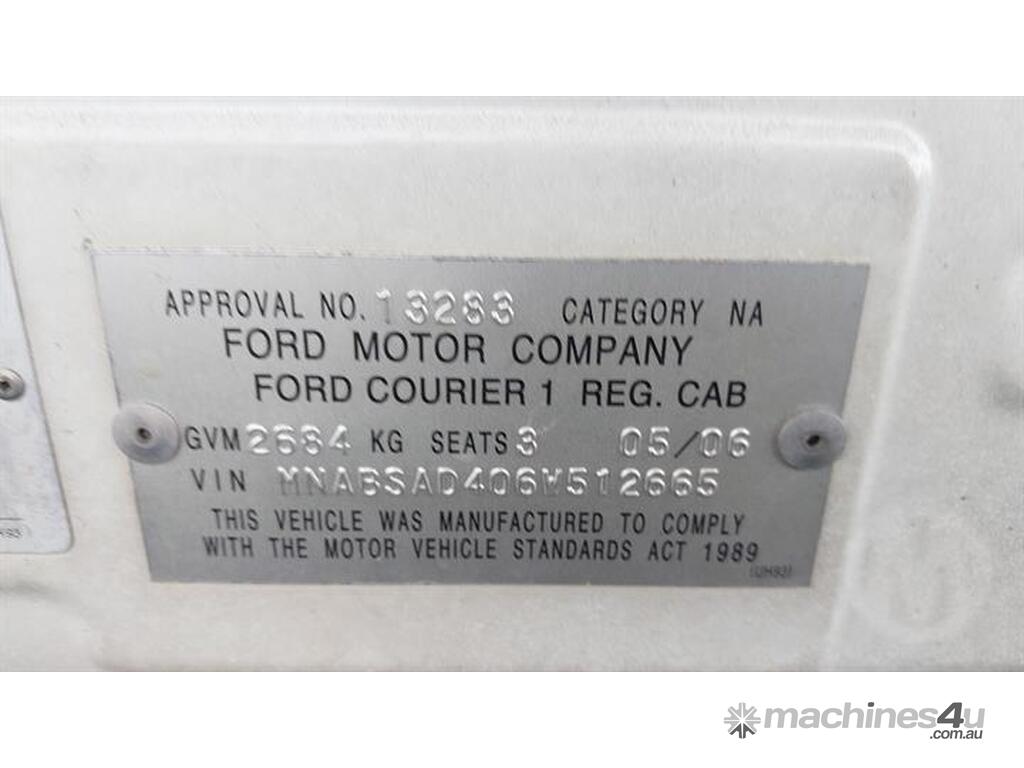 APPROVAL NO. 13283 CATEGORY NA
FORD MOTOR COMPANY
FORD COURIER 1 REG. CAB
GVM 2684 KG SEATS 3 05/06
VIN MNABSAD406W512665
THIS VEHICLE WAS MANUFACTURED TO COMPLY
WITH THE MOTOR VEHICLE STANDARDS ACT 1989
(UH93)
machines4u
.com.au